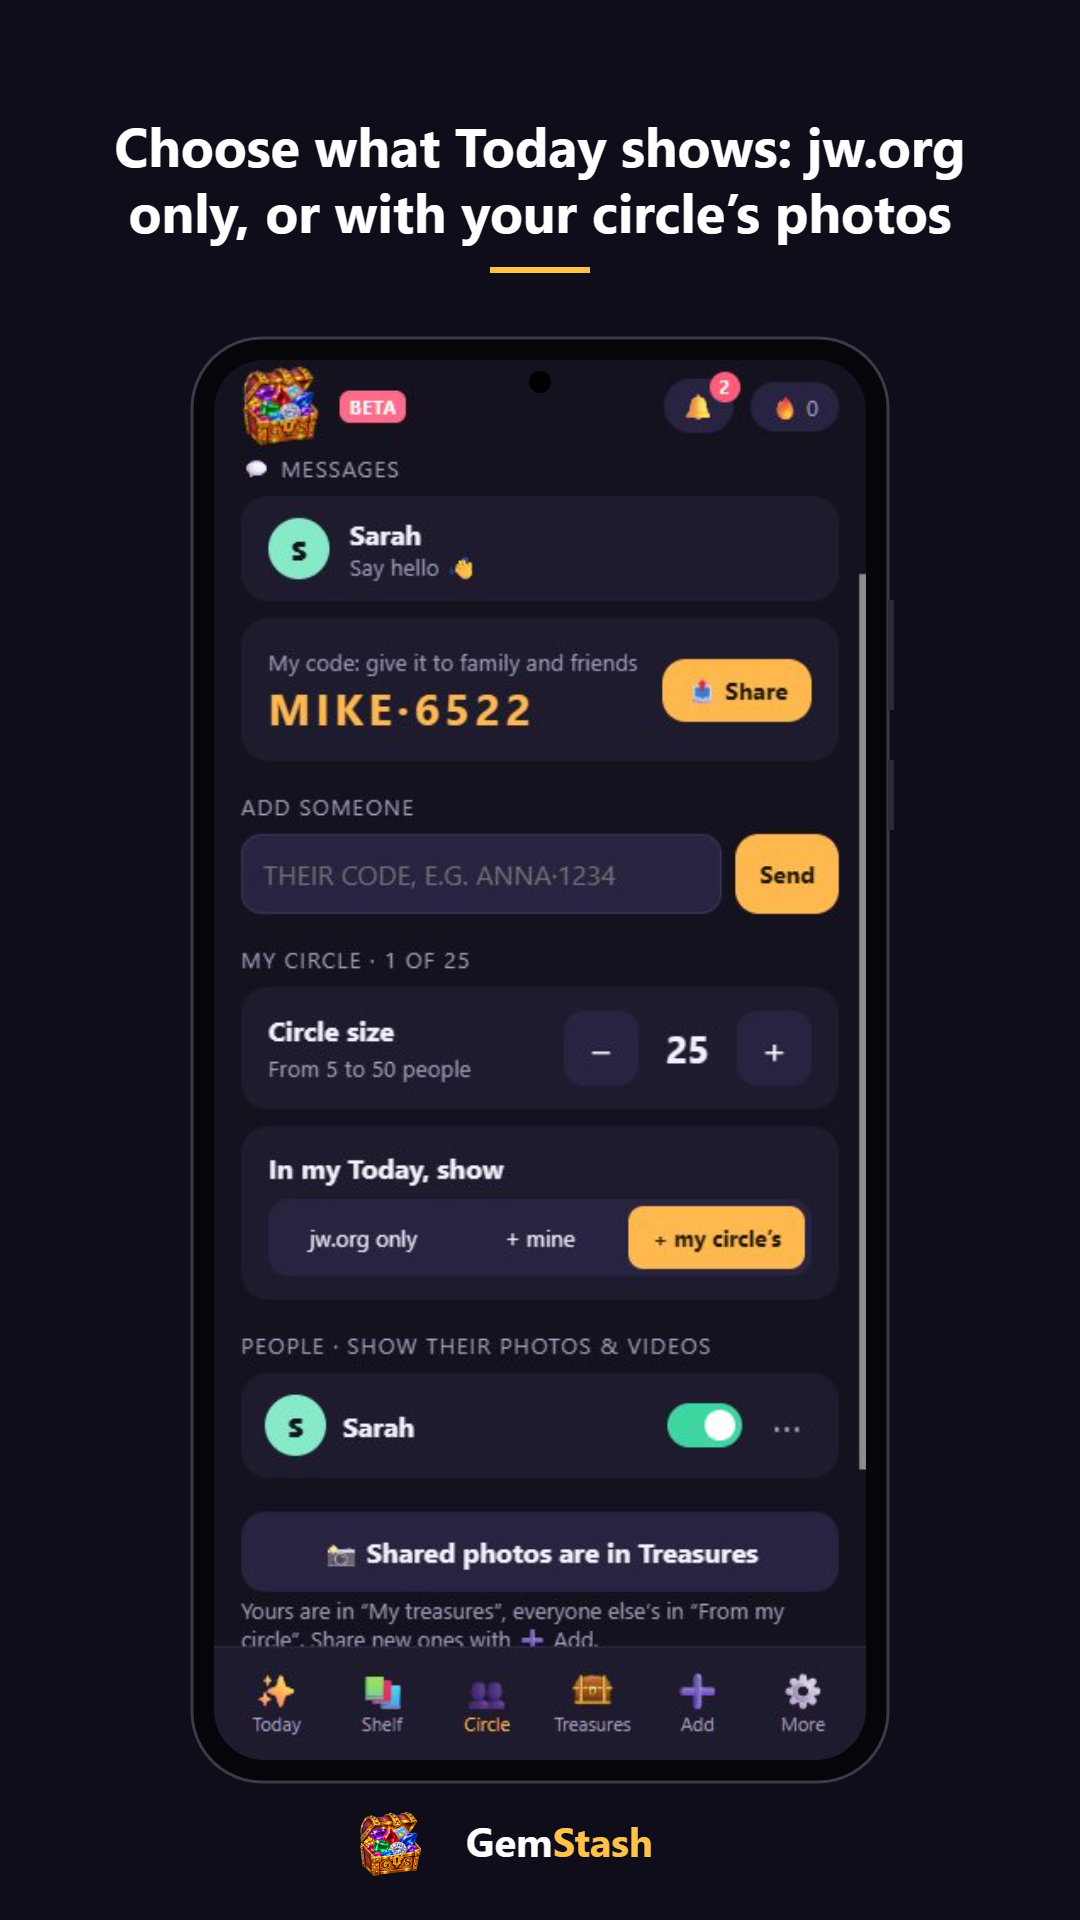 Choose what Today shows: jw.org
only, or with your circle’s photos
BETA
2
0
MESSAGES
S
Sarah
Say hello
My code: give it to family and friends
MIKE·6522
Share
ADD SOMEONE
THEIR CODE, E.G. ANNA·1234
Send
MY CIRCLE · 1 OF 25
Circle size
From 5 to 50 people
–
25
+
In my Today, show
jw.org only
+ mine
+ my circle’s
PEOPLE · SHOW THEIR PHOTOS & VIDEOS
S
Sarah
...
Shared photos are in Treasures
Yours are in “My treasures”, everyone else’s in “From my
circle”. Share new ones with + Add.
Today
Shelf
Circle
Treasures
Add
More
GUS
GemStash